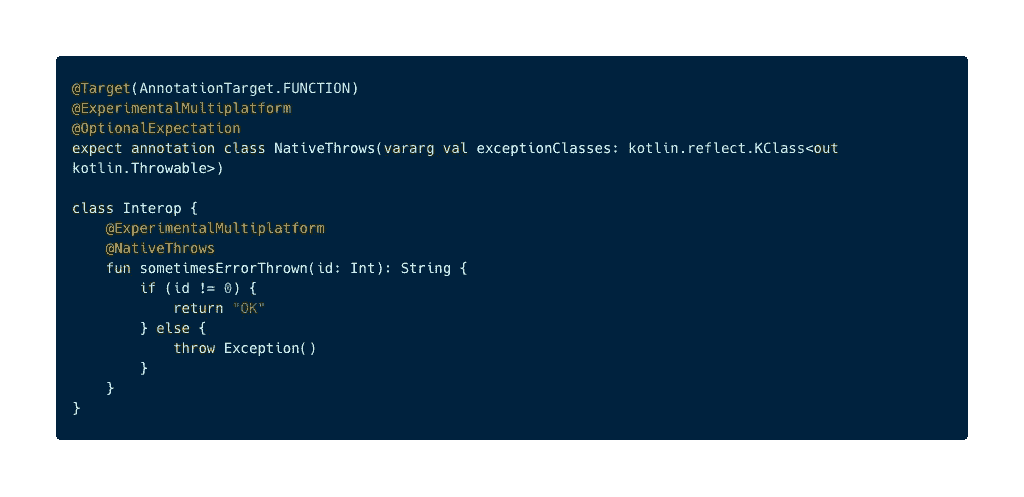 @Target(AnnotationTarget.FUNCTION)
@ExperimentalMultiplatform
@OptionalExpectation
expect annotation class NativeThrows(vararg val exceptionClasses: kotlin.reflect.KClass<out
kotlin.Throwable>)

class Interop {
    @ExperimentalMultiplatform
    @NativeThrows
    fun sometimesErrorThrown(id: Int): String {
        if (id != 0) {
            return "OK"
        } else {
            throw Exception()
        }
    }
}